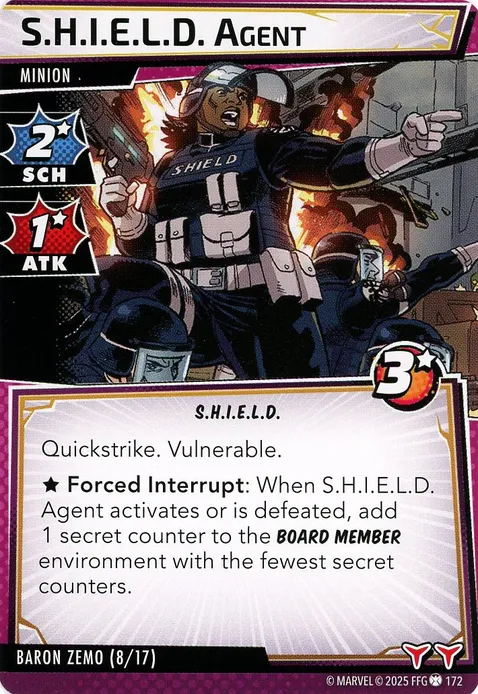 S.H.I.E.L.D. AGENT
MINION
2★
SCH
SHIELD
1★
ATK
3★
S.H.I.E.L.D.
Quickstrike. Vulnerable.
★ Forced Interrupt: When S.H.I.E.L.D.
Agent activates or is defeated, add
1 secret counter to the BOARD MEMBER
environment with the fewest secret
counters.
BARON ZEMO (8/17)
© MARVEL © 2025 FFG 172